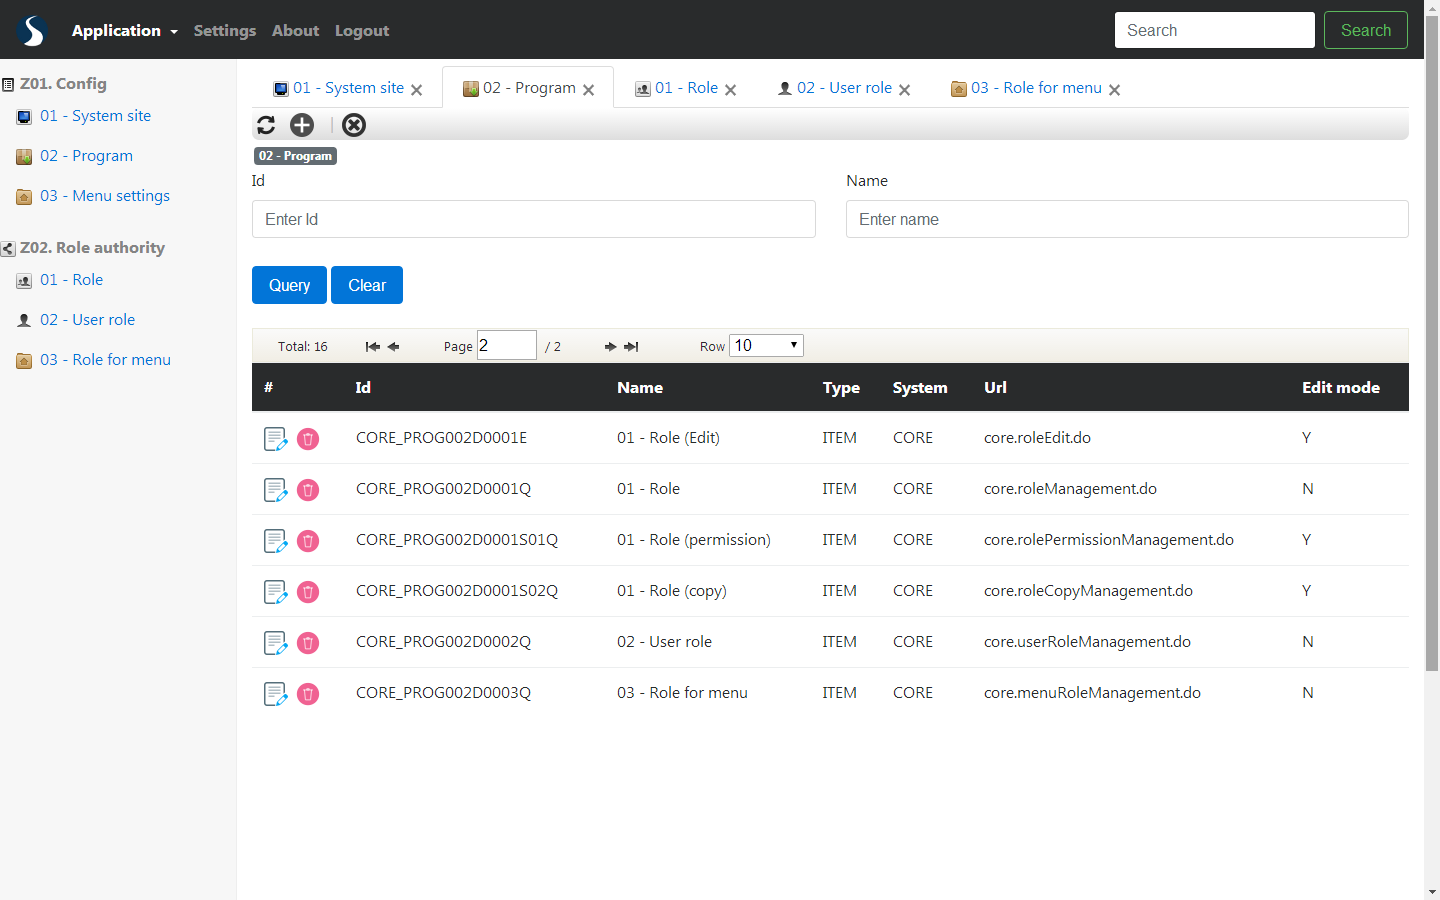 Application Settings About Logout Search Search
Z01. Config
01 - System site
02 - Program
03 - Menu settings
Z02. Role authority
01 - Role
02 - User role
03 - Role for menu
01 - System site 02 - Program 01 - Role 02 - User role 03 - Role for menu
02 - Program
Id Name
Enter Id Enter name
Query Clear
Total: 16 Page 2 / 2 Row 10
# Id Name Type System Url Edit mode
CORE_PROG002D0001E 01 - Role (Edit) ITEM CORE core.roleEdit.do Y
CORE_PROG002D0001Q 01 - Role ITEM CORE core.roleManagement.do N
CORE_PROG002D0001S01Q 01 - Role (permission) ITEM CORE core.rolePermissionManagement.do Y
CORE_PROG002D0001S02Q 01 - Role (copy) ITEM CORE core.roleCopyManagement.do Y
CORE_PROG002D0002Q 02 - User role ITEM CORE core.userRoleManagement.do N
CORE_PROG002D0003Q 03 - Role for menu ITEM CORE core.menuRoleManagement.do N